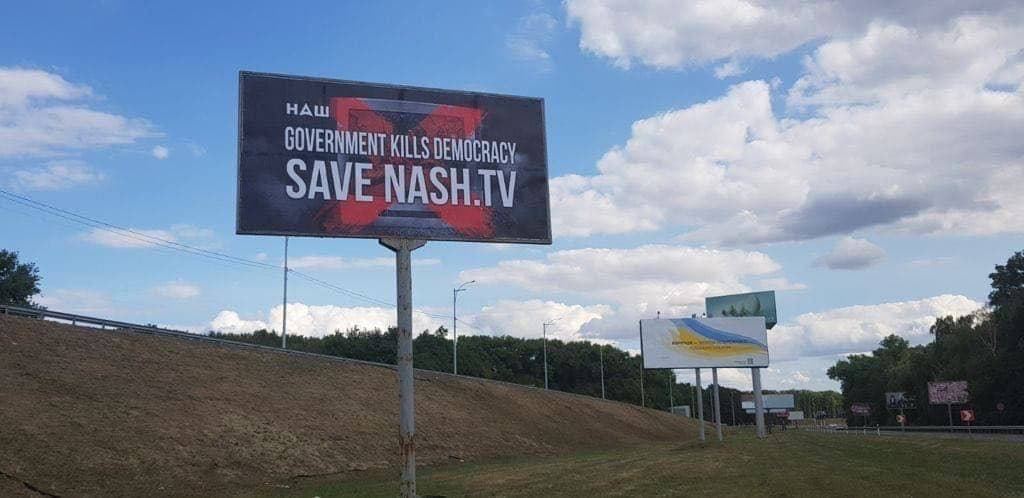 НАШ
GOVERNMENT KILLS DEMOCRACY
SAVE NASH.TV